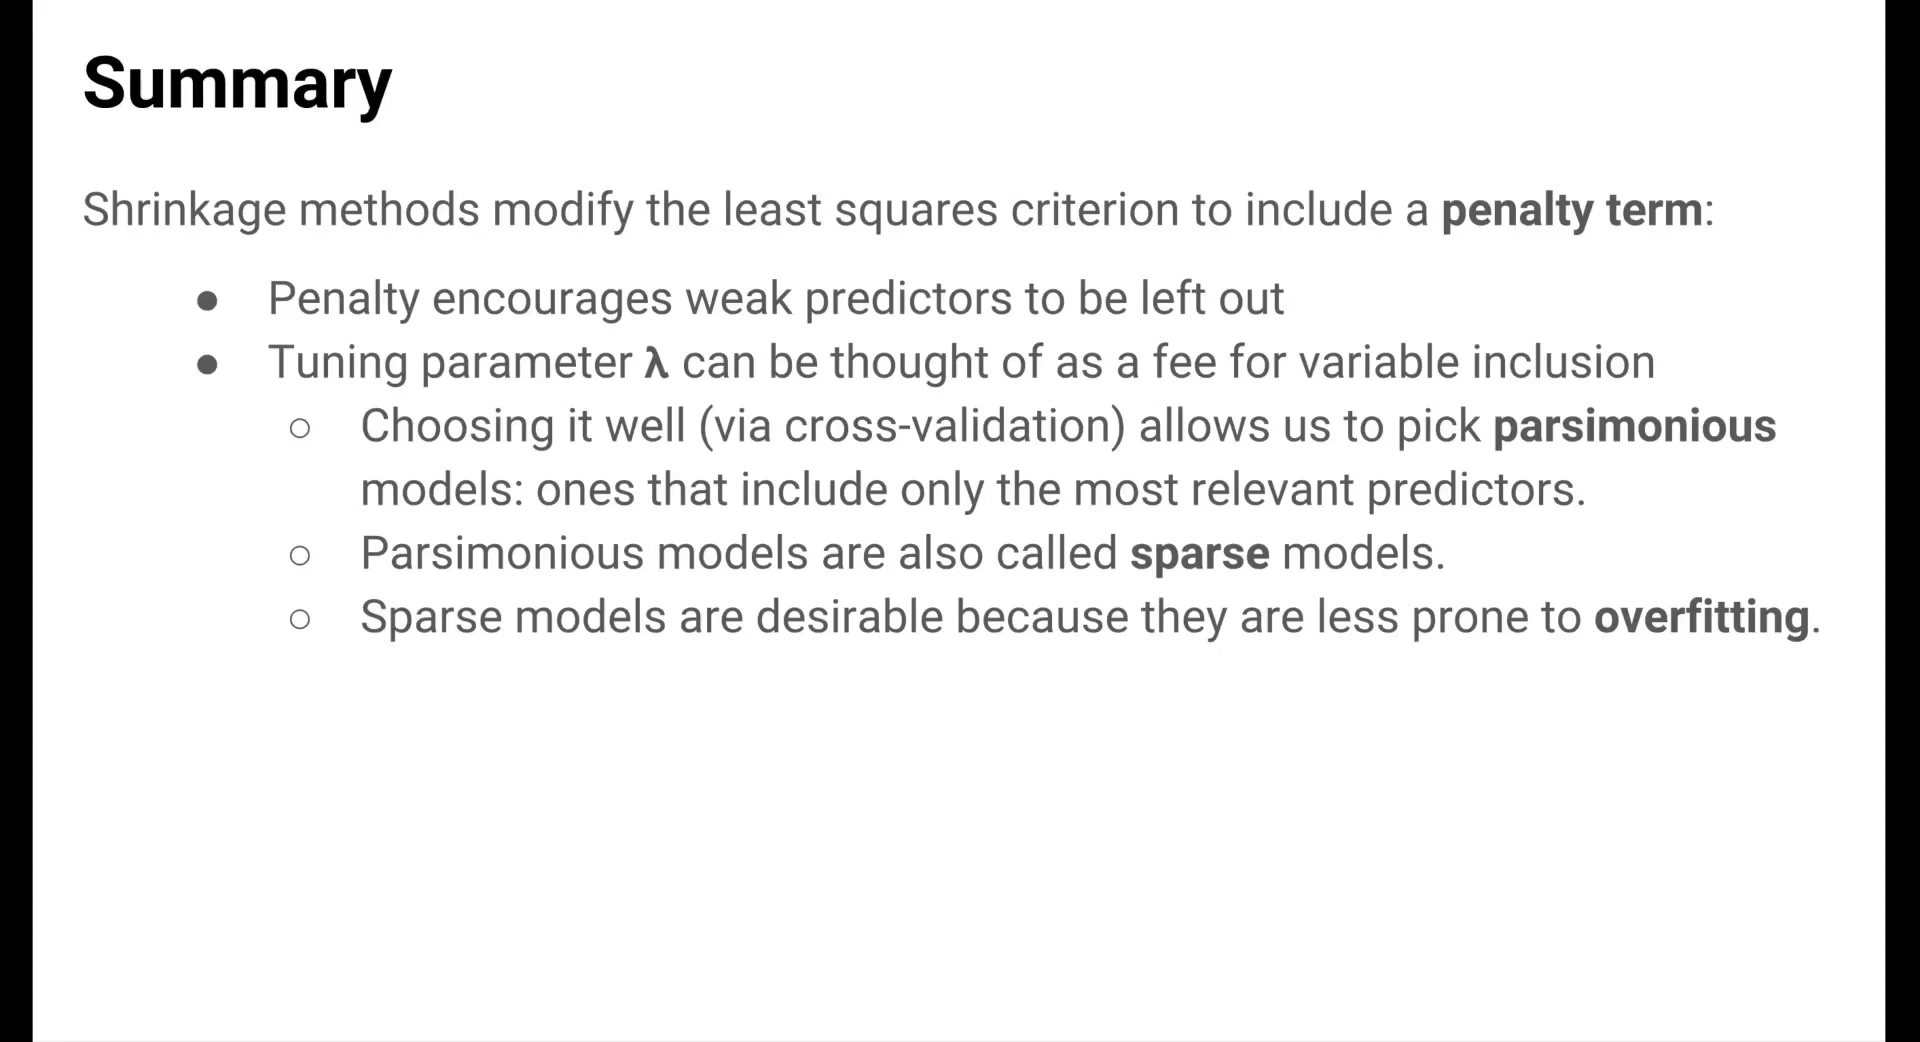 Summary
Shrinkage methods modify the least squares criterion to include a penalty term:
● Penalty encourages weak predictors to be left out
● Tuning parameter λ can be thought of as a fee for variable inclusion
○ Choosing it well (via cross-validation) allows us to pick parsimonious
models: ones that include only the most relevant predictors.
○ Parsimonious models are also called sparse models.
○ Sparse models are desirable because they are less prone to overfitting.